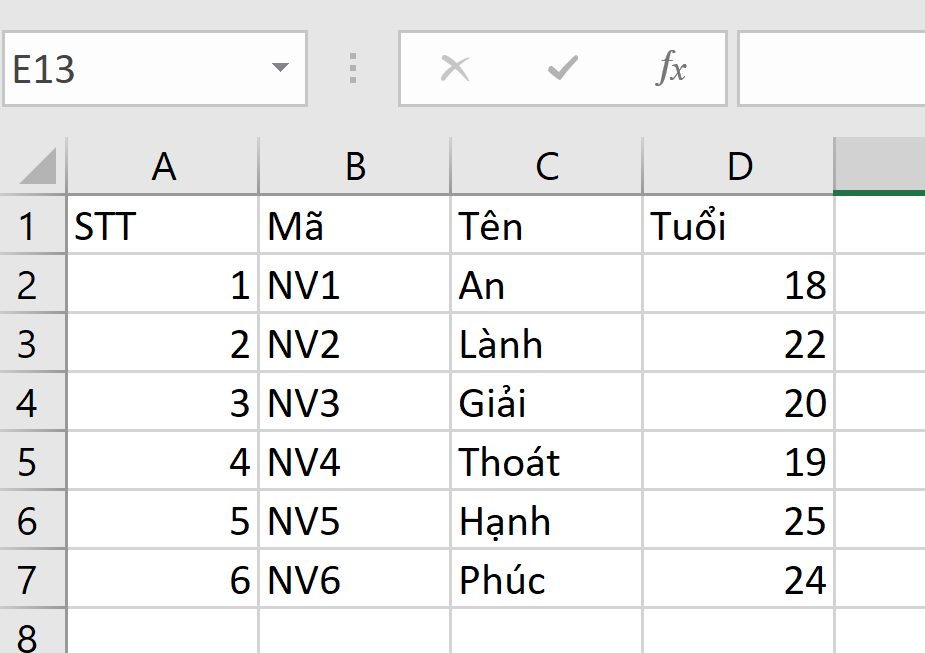 E13 fx
A B C D
1 STT Mã Tên Tuổi
2 1 NV1 An 18
3 2 NV2 Lành 22
4 3 NV3 Giải 20
5 4 NV4 Thoát 19
6 5 NV5 Hạnh 25
7 6 NV6 Phúc 24
8